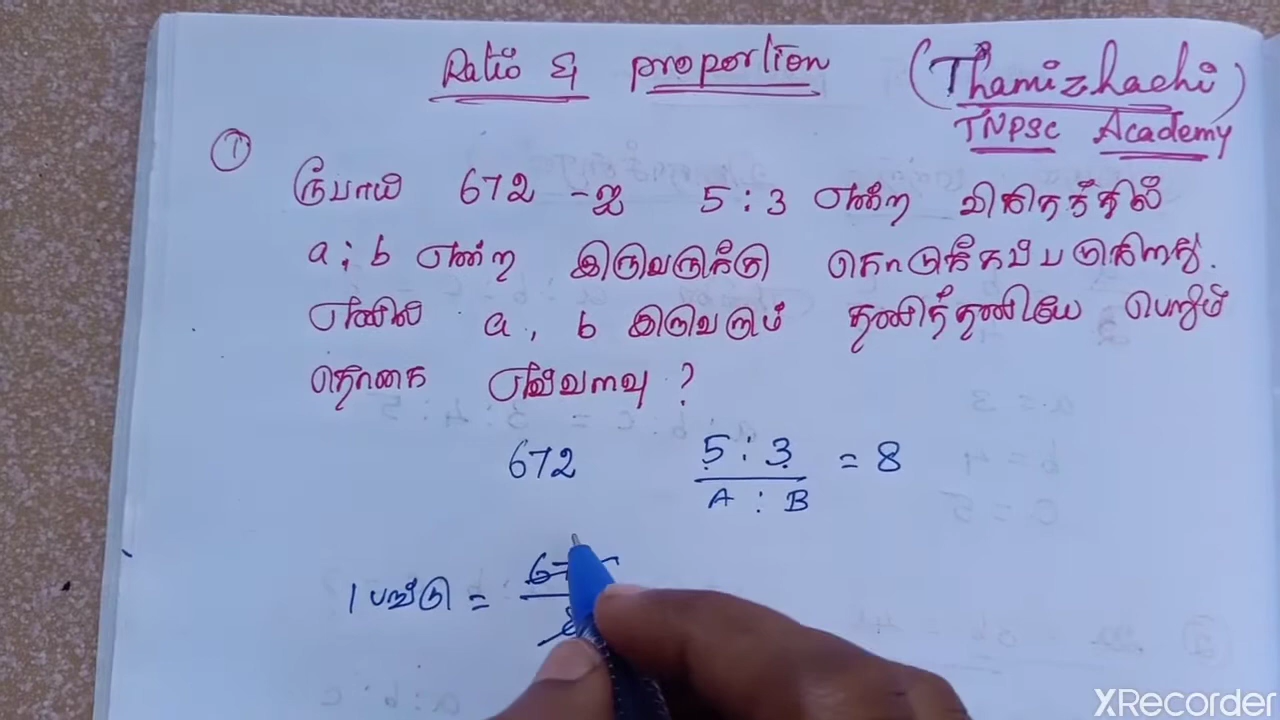 Ratio & proportion (Thamizhachi)
TNPSC Academy
① ரூபாய் 672 -ஐ 5 : 3 என்ற விகிதத்தில்
a ; b என்ற இருவருக்கு கொடுக்கப்படுகிறது.
எனில் a , b இருவரும் தனித்தனியே பெறும்
தொகை எவ்வளவு ?
672 5 : 3 = 8
A : B
1 பங்கு =
XRecorder